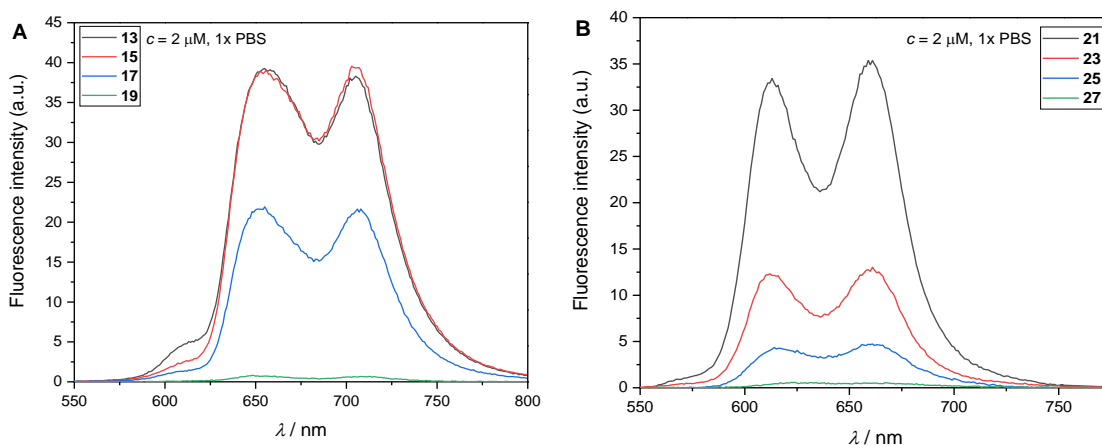 A
13
15
17
19
c = 2 μM, 1x PBS
Fluorescence intensity (a.u.)
45
40
35
30
25
20
15
10
5
0
550 600 650 700 750 800
λ / nm
B
c = 2 μM, 1x PBS
21
23
25
27
Fluorescence intensity (a.u.)
40
35
30
25
20
15
10
5
0
550 600 650 700 750
λ / nm